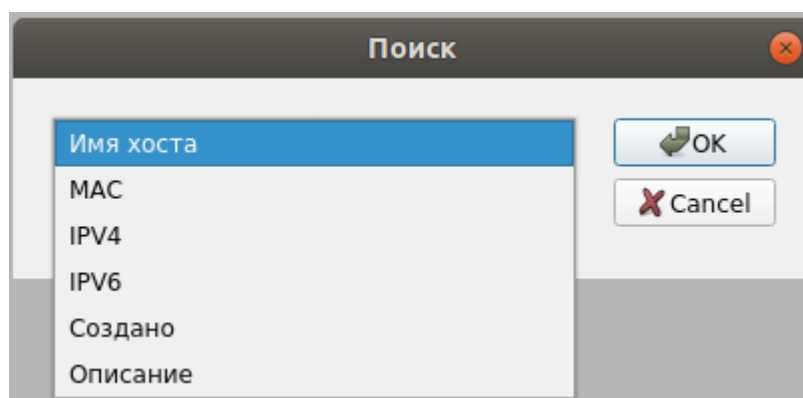 Поиск
Имя хоста
MAC
IPV4
IPV6
Создано
Описание
OK
Cancel